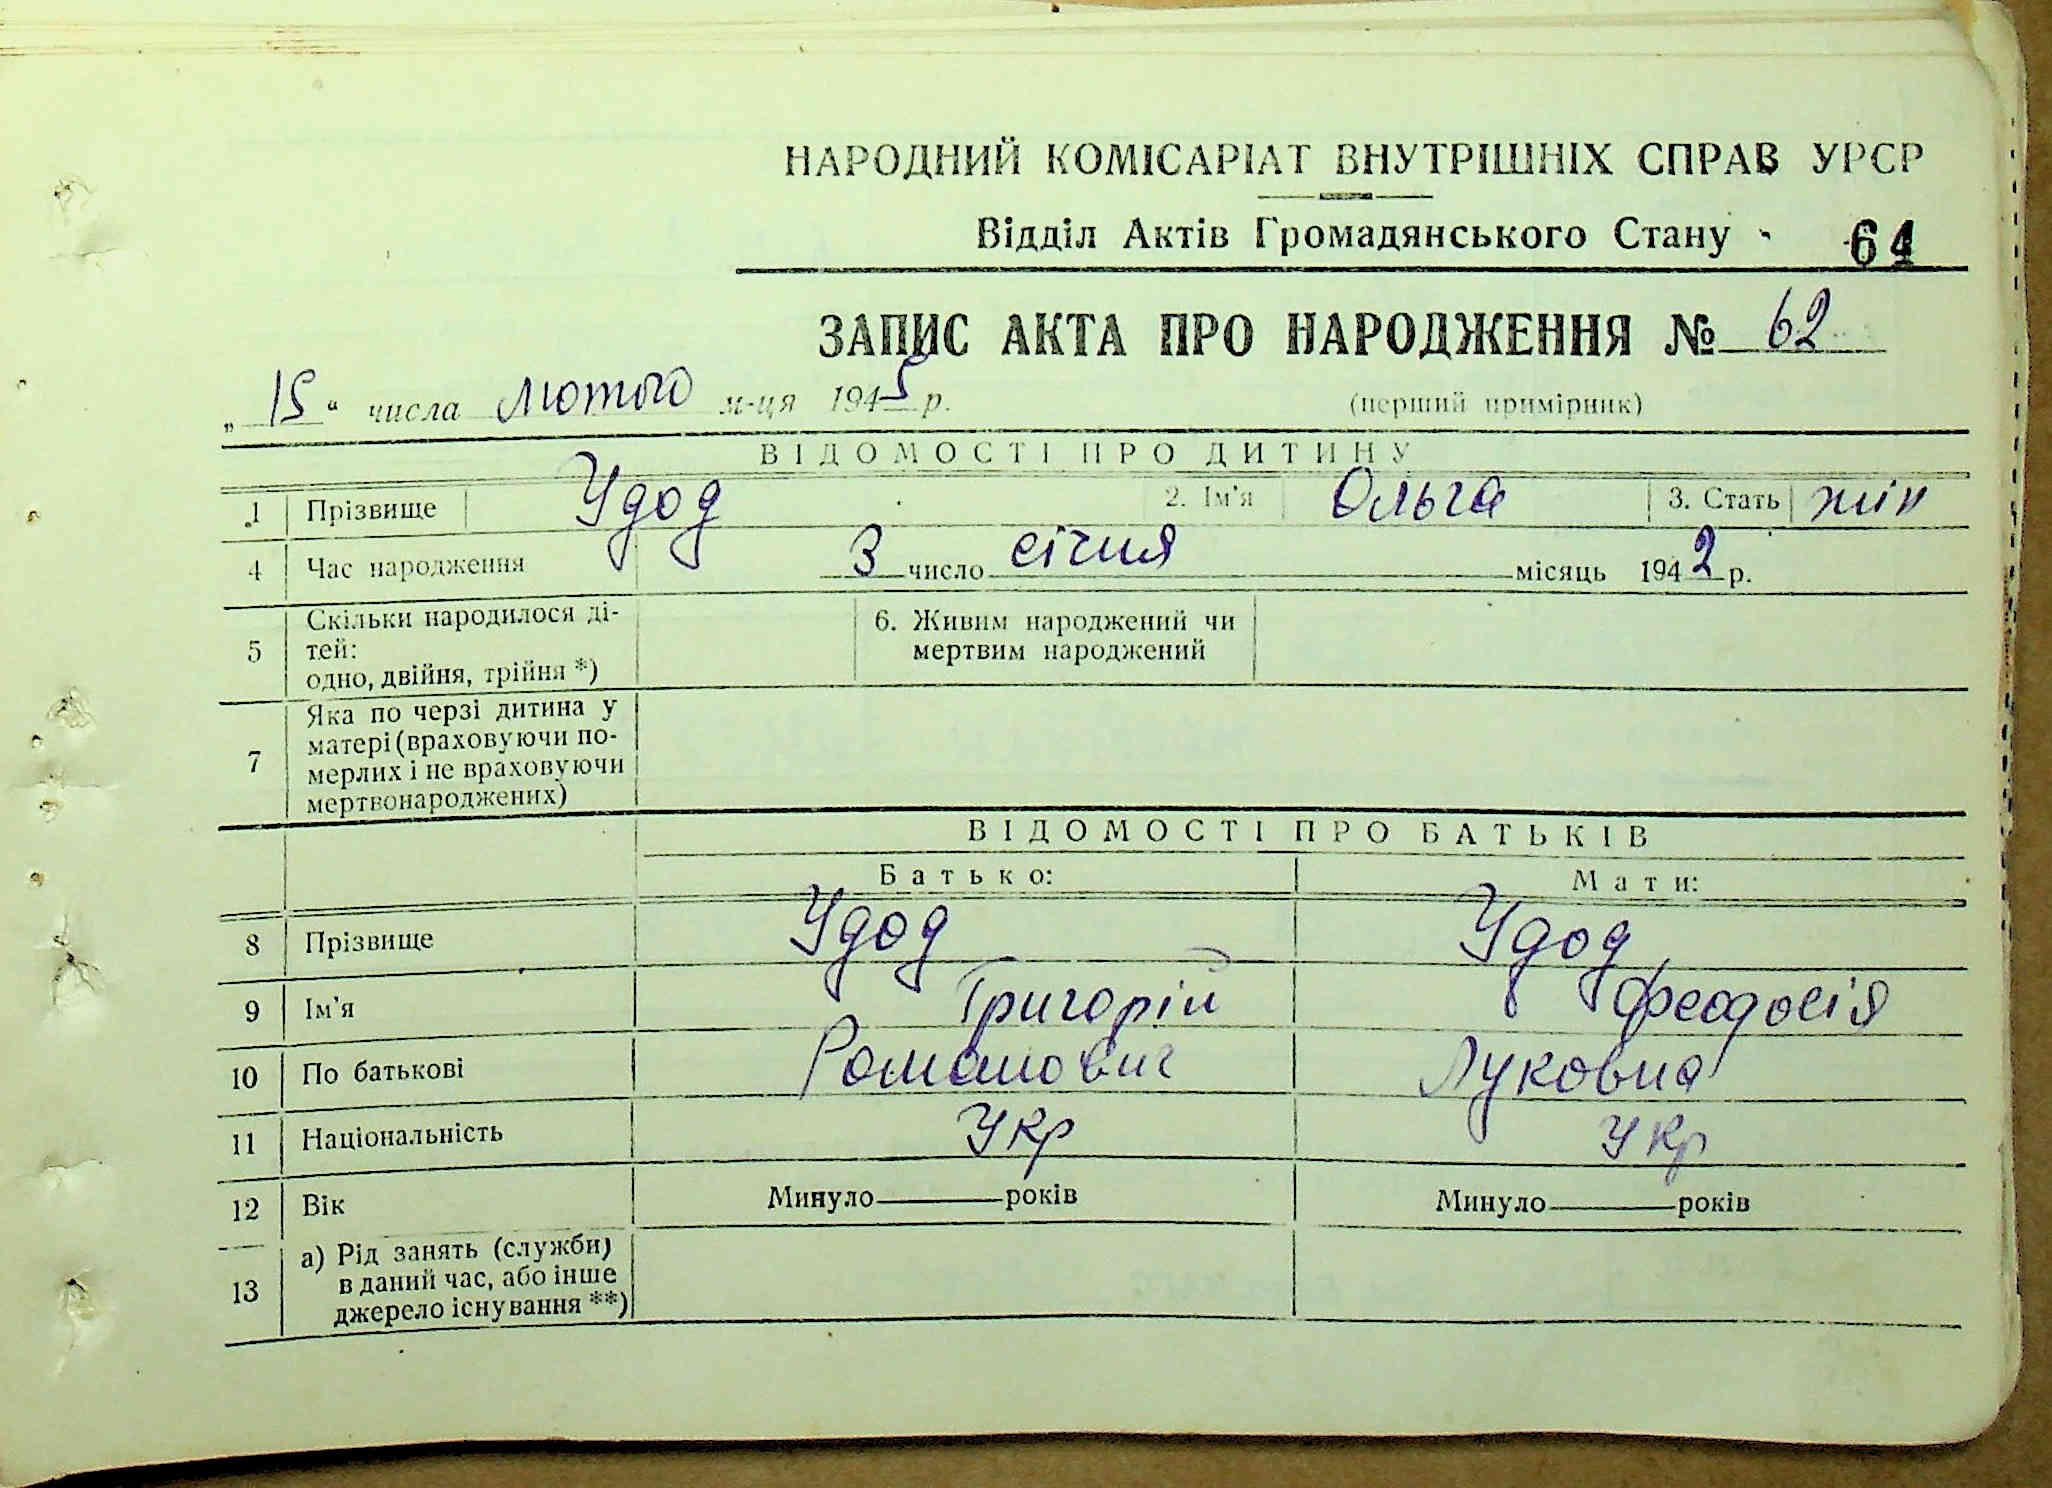 НАРОДНИЙ КОМІСАРІАТ ВНУТРІШНІХ СПРАВ УРСР
Відділ Актів Громадянського Стану
ЗАПИС АКТА ПРО НАРОДЖЕННЯ № 62
„ 15 “ числа лютого м-ця 1945 р. (перший примірник)
ВІДОМОСТІ ПРО ДИТИНУ
1 Прізвище Удод 2. Ім'я Ольга 3. Стать жін
4 Час народження 3 число січня місяць 1942 р.
5 Скільки народилося ді-
тей:
одно, двійня, трійня *)
6. Живим народжений чи
мертвим народжений
7 Яка по черзі дитина у
матері (враховуючи по-
мерлих і не враховуючи
мертвонароджених)
ВІДОМОСТІ ПРО БАТЬКІВ
Батько: Мати:
8 Прізвище Удод Удод
9 Ім'я Григорій Феодосія
10 По батькові Романович Луковна
11 Національність Укр Укр
12 Вік Минуло років Минуло років
13 а) Рід занять (служби)
в даний час, або інше
джерело існування **)